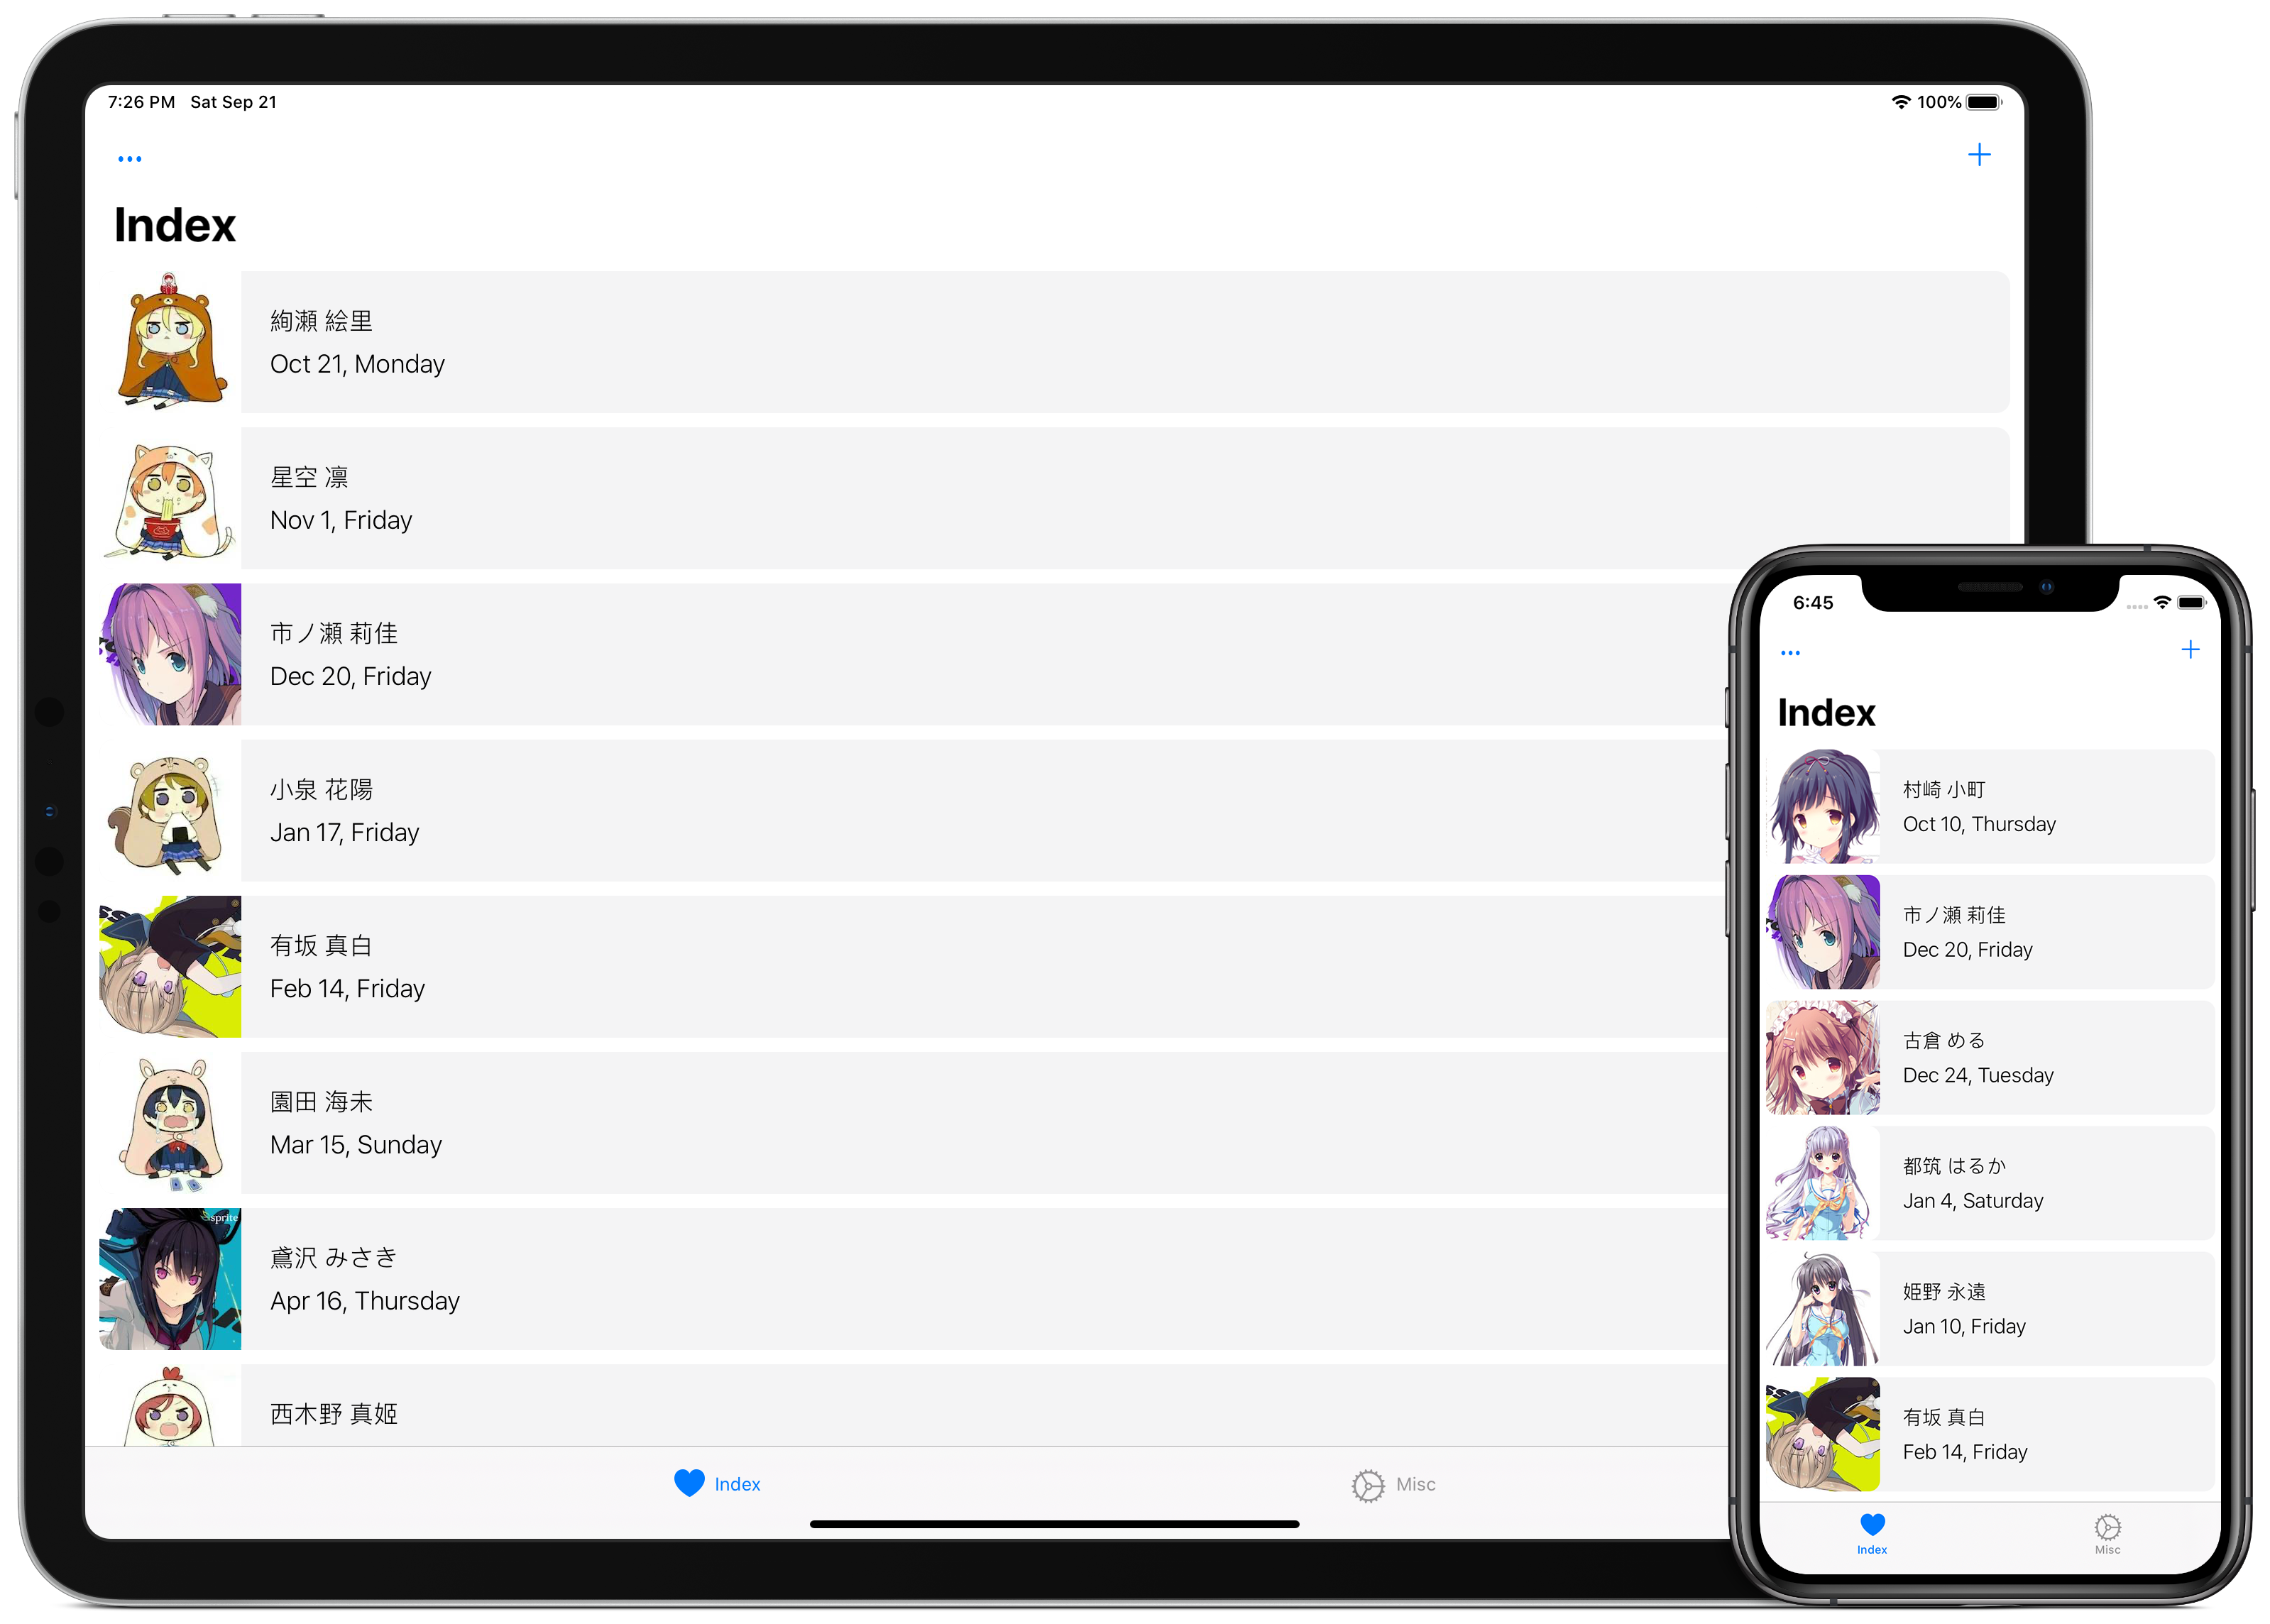 7:26 PM Sat Sep 21
100%
Index
絢瀬 絵里
Oct 21, Monday
星空 凛
Nov 1, Friday
市ノ瀬 莉佳
Dec 20, Friday
小泉 花陽
Jan 17, Friday
有坂 真白
Feb 14, Friday
園田 海未
Mar 15, Sunday
sprite
鳶沢 みさき
Apr 16, Thursday
西木野 真姫
Index
Misc
6:45
Index
村崎 小町
Oct 10, Thursday
市ノ瀬 莉佳
Dec 20, Friday
古倉 める
Dec 24, Tuesday
都筑 はるか
Jan 4, Saturday
姫野 永遠
Jan 10, Friday
有坂 真白
Feb 14, Friday
Index
Misc